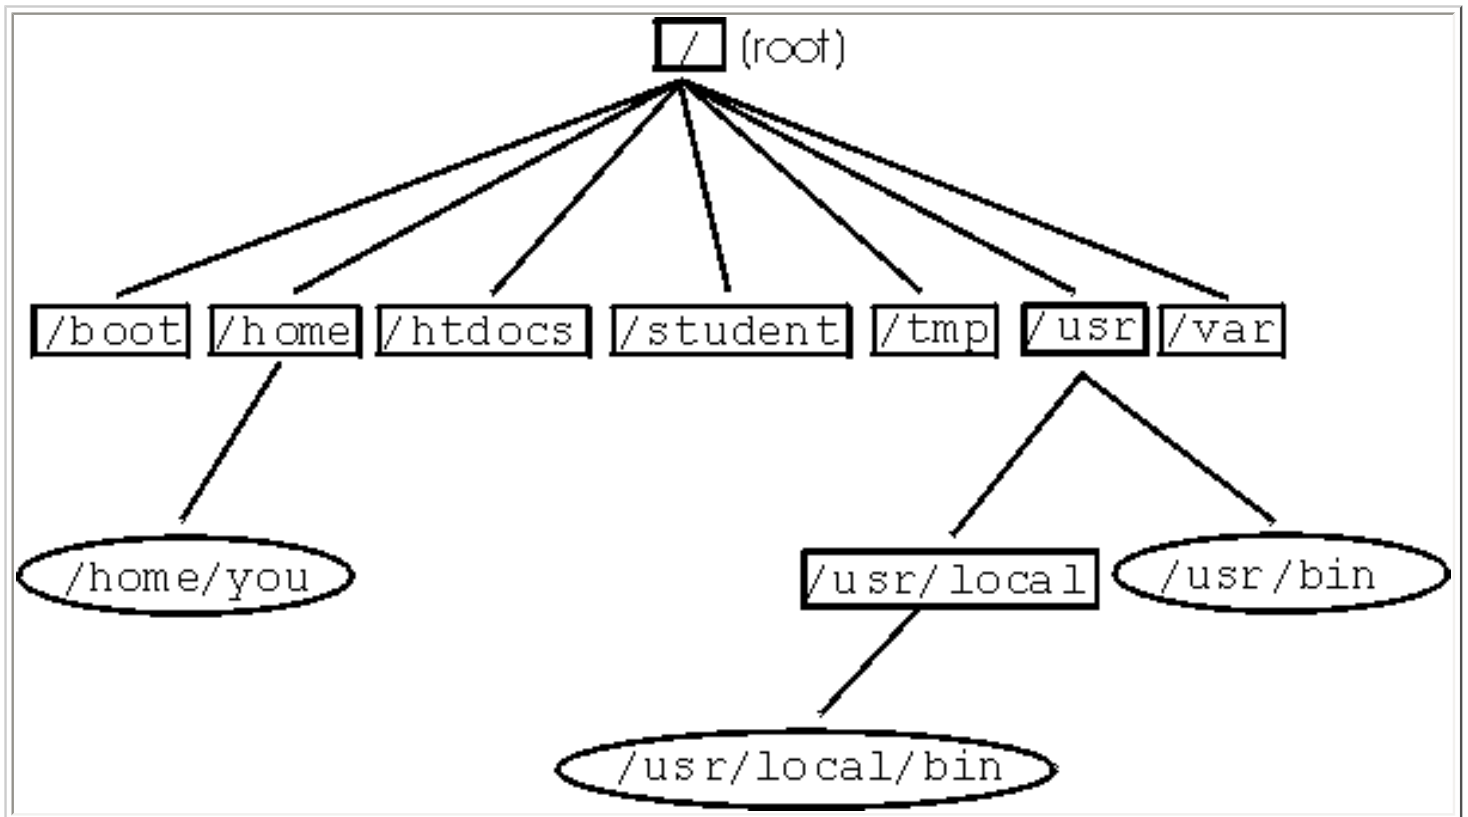 / (root)
/boot /home /htdocs /student /tmp /usr /var
/home/you /usr/local /usr/bin
/usr/local/bin